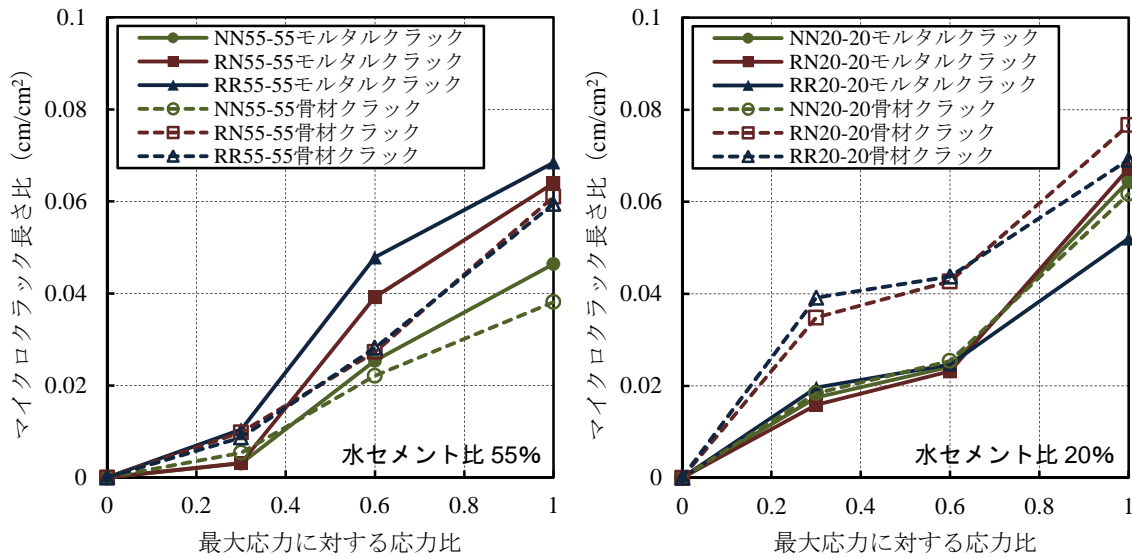 マイクロクラック長さ比（cm/cm²）
0.1
0.08
0.06
0.04
0.02
0
NN55-55モルタルクラック
RN55-55モルタルクラック
RR55-55モルタルクラック
NN55-55骨材クラック
RN55-55骨材クラック
RR55-55骨材クラック
水セメント比 55%
0 0.2 0.4 0.6 0.8 1
最大応力に対する応力比
マイクロクラック長さ比（cm/cm²）
0.1
0.08
0.06
0.04
0.02
0
NN20-20モルタルクラック
RN20-20モルタルクラック
RR20-20モルタルクラック
NN20-20骨材クラック
RN20-20骨材クラック
RR20-20骨材クラック
水セメント比 20%
0 0.2 0.4 0.6 0.8 1
最大応力に対する応力比